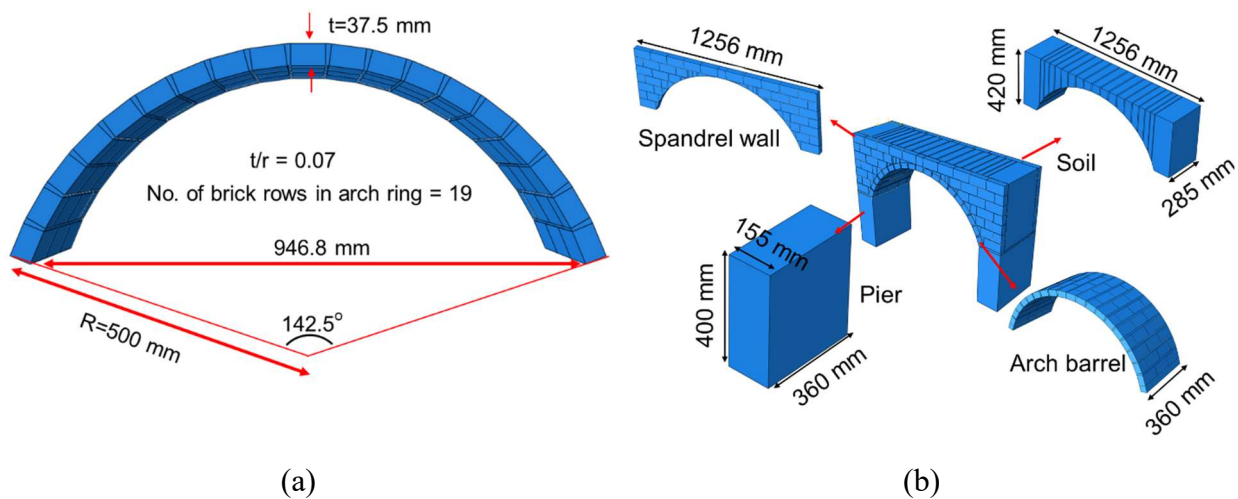 t=37.5 mm
t/r = 0.07
No. of brick rows in arch ring = 19
946.8 mm
R=500 mm
142.5°
(a)
1256 mm
Spandrel wall
1256 mm
420 mm
Soil
285 mm
155 mm
400 mm
Pier
360 mm
Arch barrel
360 mm
(b)